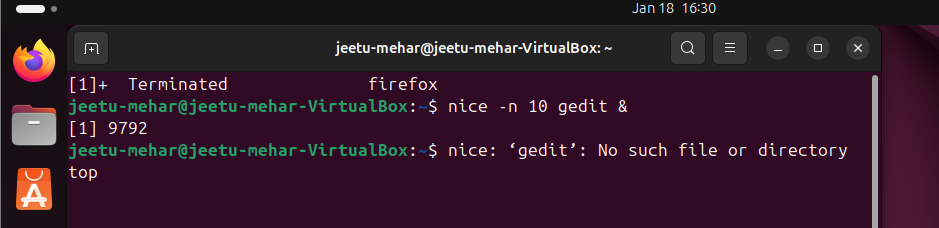 Jan 18 16:30
jeetu-mehar@jeetu-mehar-VirtualBox: ~
[1]+  Terminated              firefox
jeetu-mehar@jeetu-mehar-VirtualBox:~$ nice -n 10 gedit &
[1] 9792
jeetu-mehar@jeetu-mehar-VirtualBox:~$ nice: ‘gedit’: No such file or directory
top